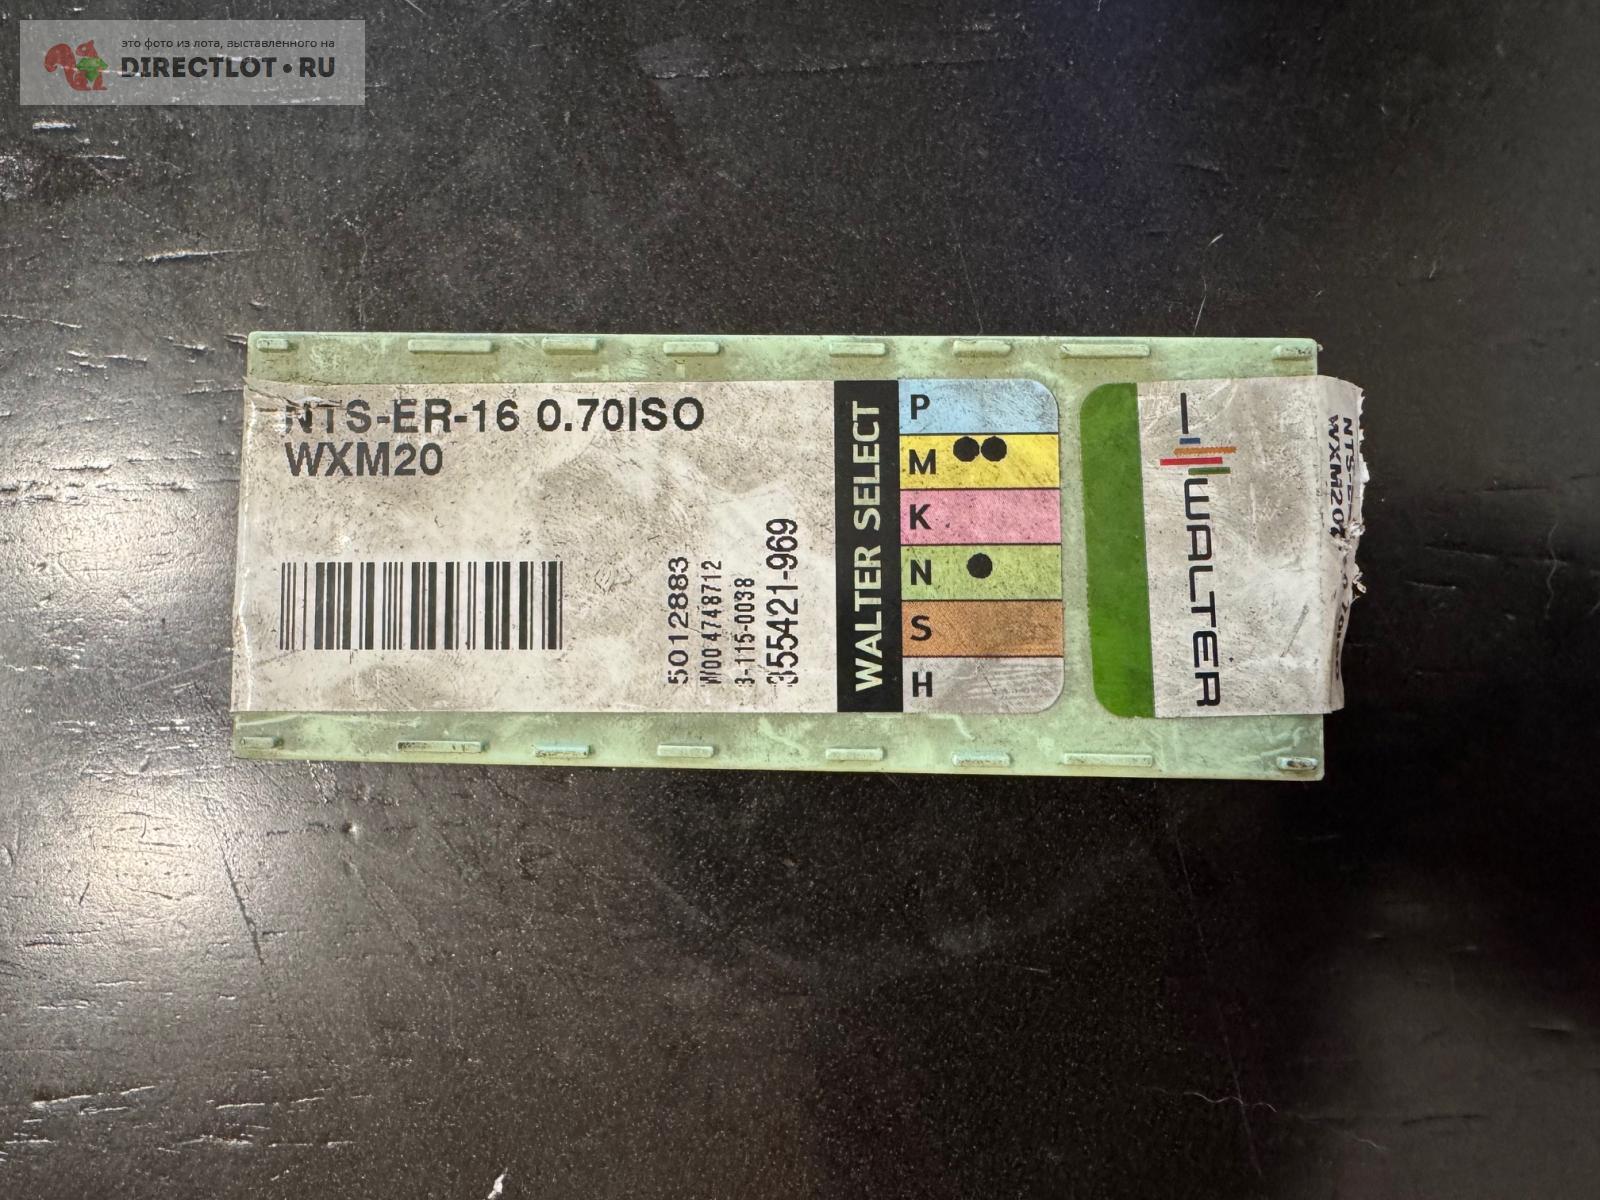 это фото из лота, выставленного на
DIRECTLOT.RU
NTS-ER-16 0.70ISO
WXM20
5012883
W00 4748712
3-115-0038
355421-969
WALTER SELECT
P
M
K
N
S
H
WALTER
WXM20